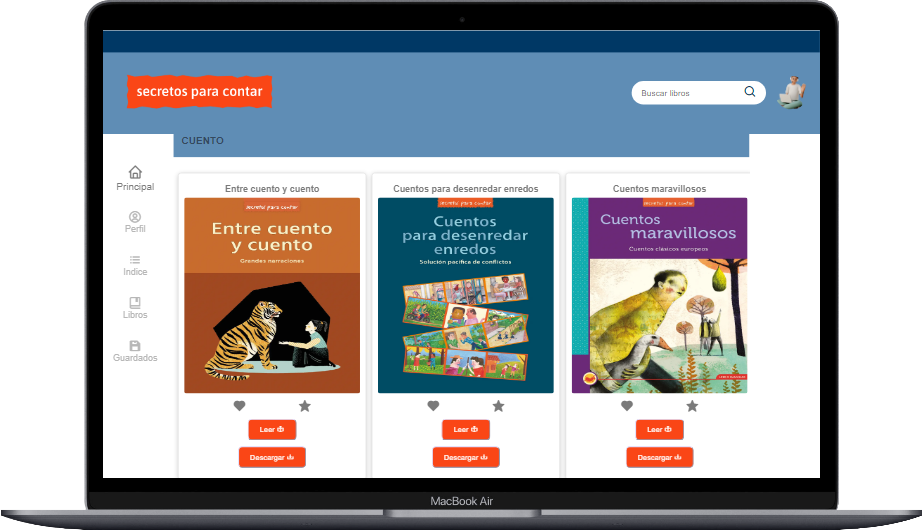 secretos para contar
Buscar libros
CUENTO
Principal
Perfil
Indice
Libros
Guardados
Entre cuento y cuento
secretos para contar
Entre cuento
y cuento
Grandes narraciones
Leer
Descargar
Cuentos para desenredar enredos
secretos para contar
Cuentos
para desenredar
enredos
Solución pacífica de conflictos
Leer
Descargar
Cuentos maravillosos
secretos para contar
Cuentos
maravillosos
Cuentos clásicos europeos
Leer
Descargar
MacBook Air